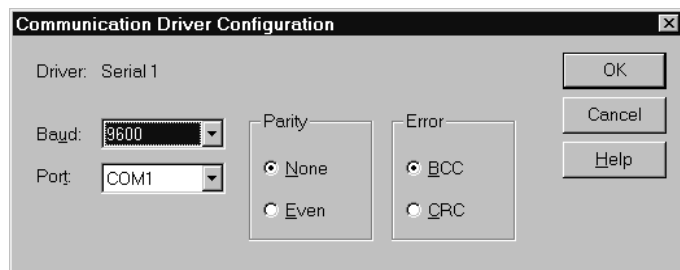 Communication Driver Configuration
Driver: Serial 1
Baud: 9600
Port: COM1
Parity
None
Even
Error
BCC
CRC
OK
Cancel
Help